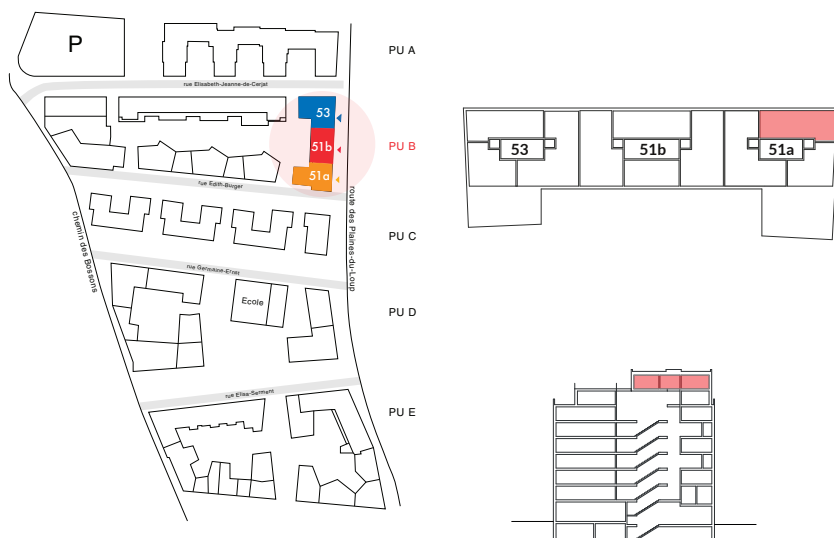 P
PU A
rue Elisabeth-Jeanne-de-Cerjat
53
51b
51a
PU B
rue Edith-Burger
route des Plaines-du-Loup
chemin des Bossons
PU C
rue Germaine-Ernst
Ecole
PU D
rue Elisa-Serment
PU E
53
51b
51a